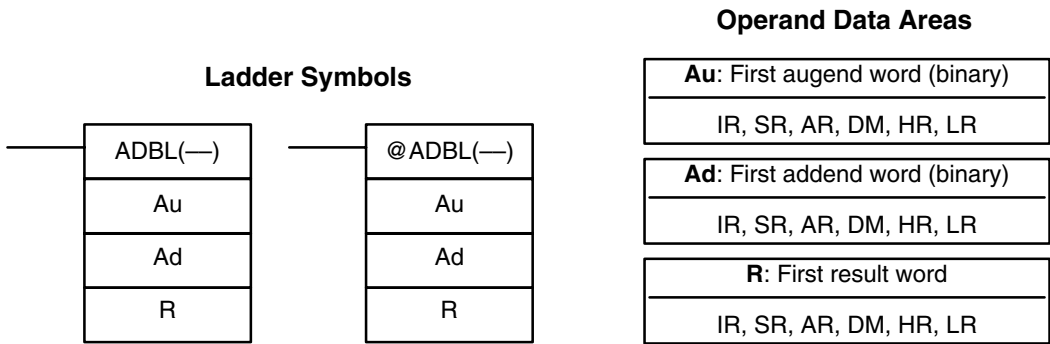 Ladder Symbols
ADBL(—)
Au
Ad
R
@ADBL(—)
Au
Ad
R
Operand Data Areas
Au: First augend word (binary)
IR, SR, AR, DM, HR, LR
Ad: First addend word (binary)
IR, SR, AR, DM, HR, LR
R: First result word
IR, SR, AR, DM, HR, LR